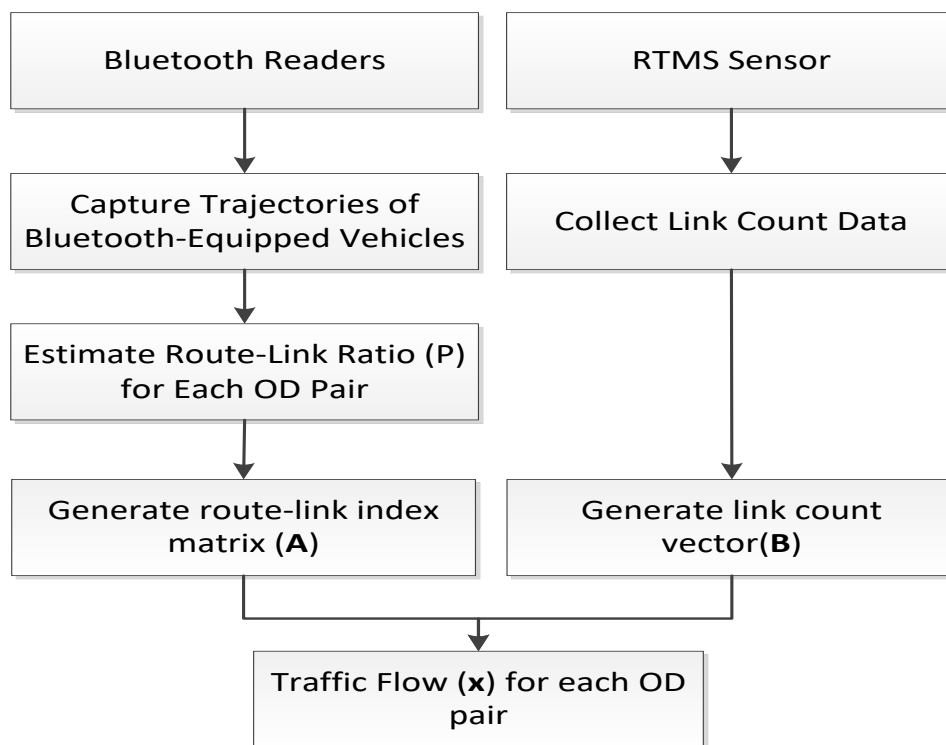 Bluetooth Readers
RTMS Sensor
Capture Trajectories of
Bluetooth-Equipped Vehicles
Collect Link Count Data
Estimate Route-Link Ratio (P)
for Each OD Pair
Generate route-link index
matrix (A)
Generate link count
vector(B)
Traffic Flow (x) for each OD
pair